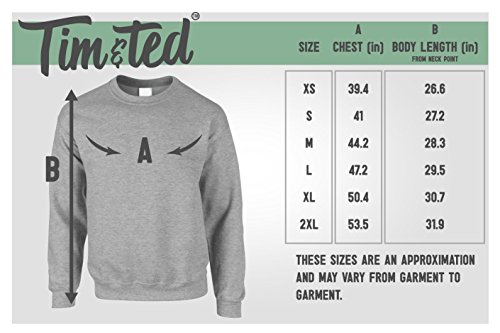 Tim&ted
TM
A B
SIZE CHEST (in) BODY LENGTH (in)
FROM NECK POINT
XS 39.4 26.6
S 41 27.2
M 44.2 28.3
L 47.2 29.5
XL 50.4 30.7
2XL 53.5 31.9
B
A
THESE SIZES ARE AN APPROXIMATION
AND MAY VARY FROM GARMENT TO
GARMENT.